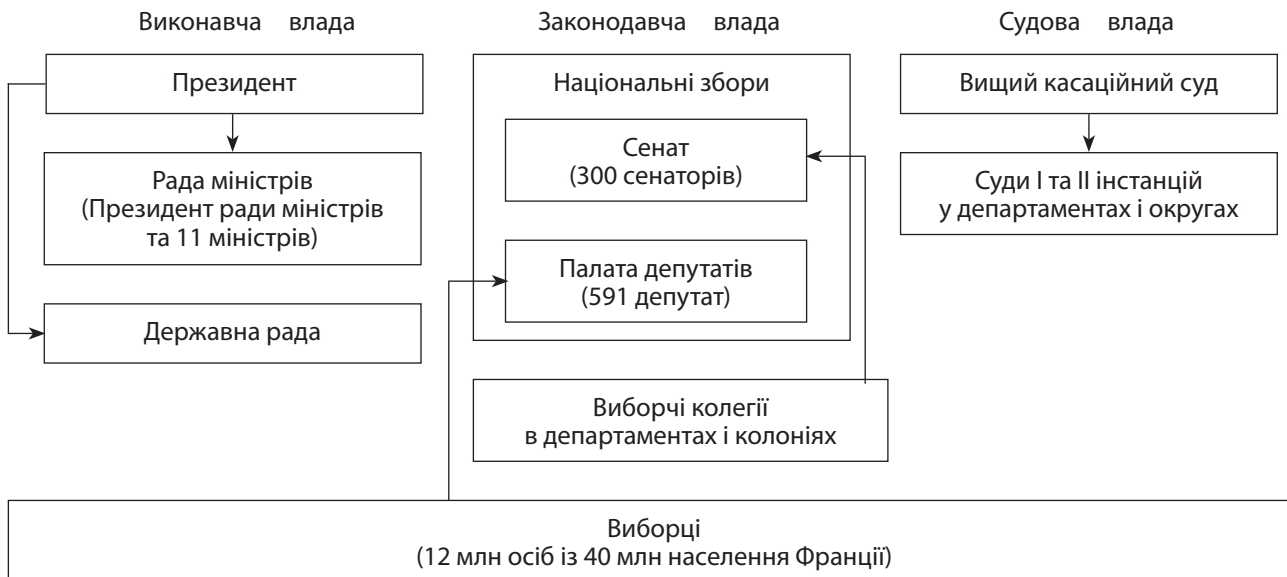 Виконавча влада
Законодавча влада
Судова влада
Президент
Рада міністрів
(Президент ради міністрів
та 11 міністрів)
Державна рада
Національні збори
Сенат
(300 сенаторів)
Палата депутатів
(591 депутат)
Виборчі колегії
в департаментах і колоніях
Вищий касаційний суд
Суди І та ІІ інстанцій
у департаментах і округах
Виборці
(12 млн осіб із 40 млн населення Франції)